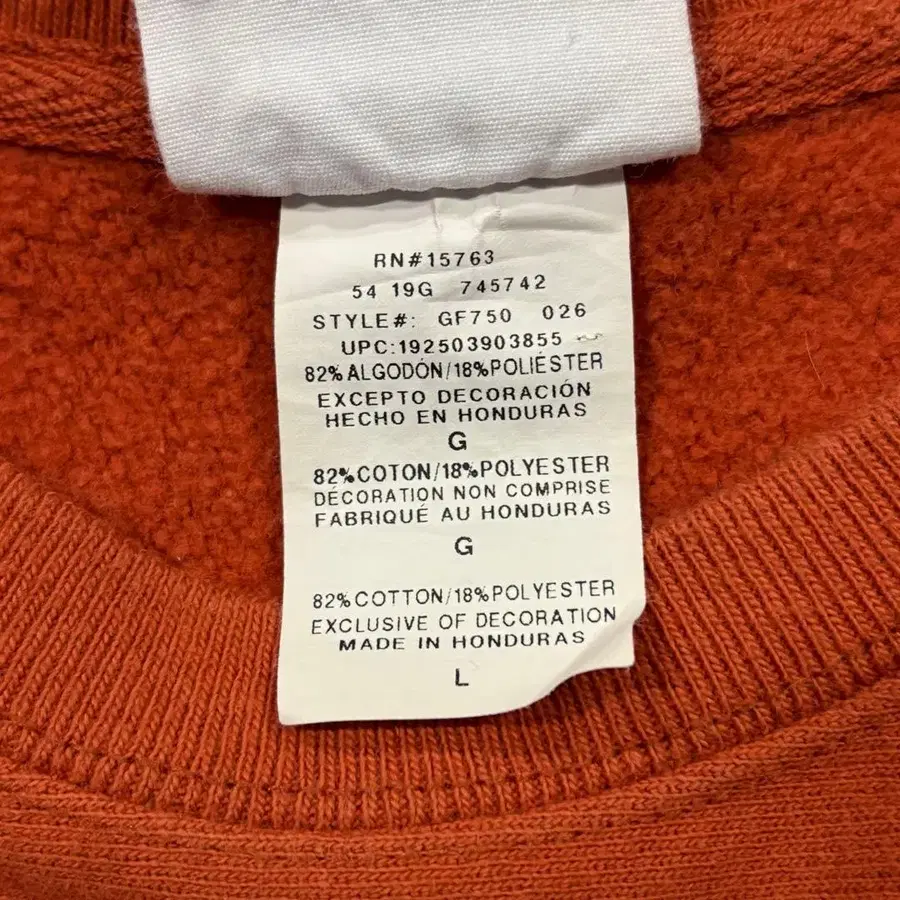 RN#15763
54 19G 745742
STYLE#: GF750 026
UPC:192503903855
82% ALGODÓN/18%POLIÉSTER
EXCEPTO DECORACIÓN
HECHO EN HONDURAS
G
82%COTON/18%POLYESTER
DÉCORATION NON COMPRISE
FABRIQUÉ AU HONDURAS
G
82%COTTON/18%POLYESTER
EXCLUSIVE OF DECORATION
MADE IN HONDURAS
L